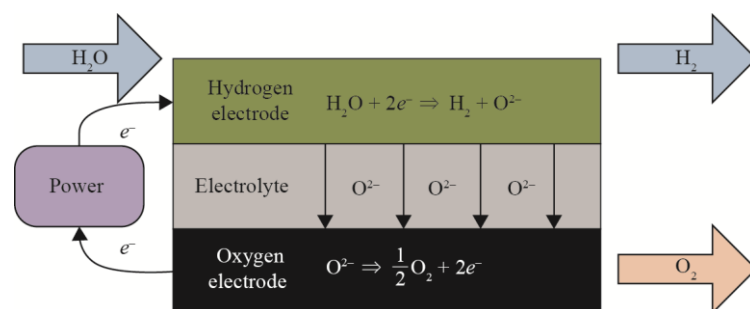 H₂O
H₂
Hydrogen electrode
H₂O + 2e⁻ ⇒ H₂ + O²⁻
e⁻
Power
Electrolyte
O²⁻ O²⁻ O²⁻
e⁻
Oxygen electrode
O²⁻ ⇒ 1/2 O₂ + 2e⁻
O₂